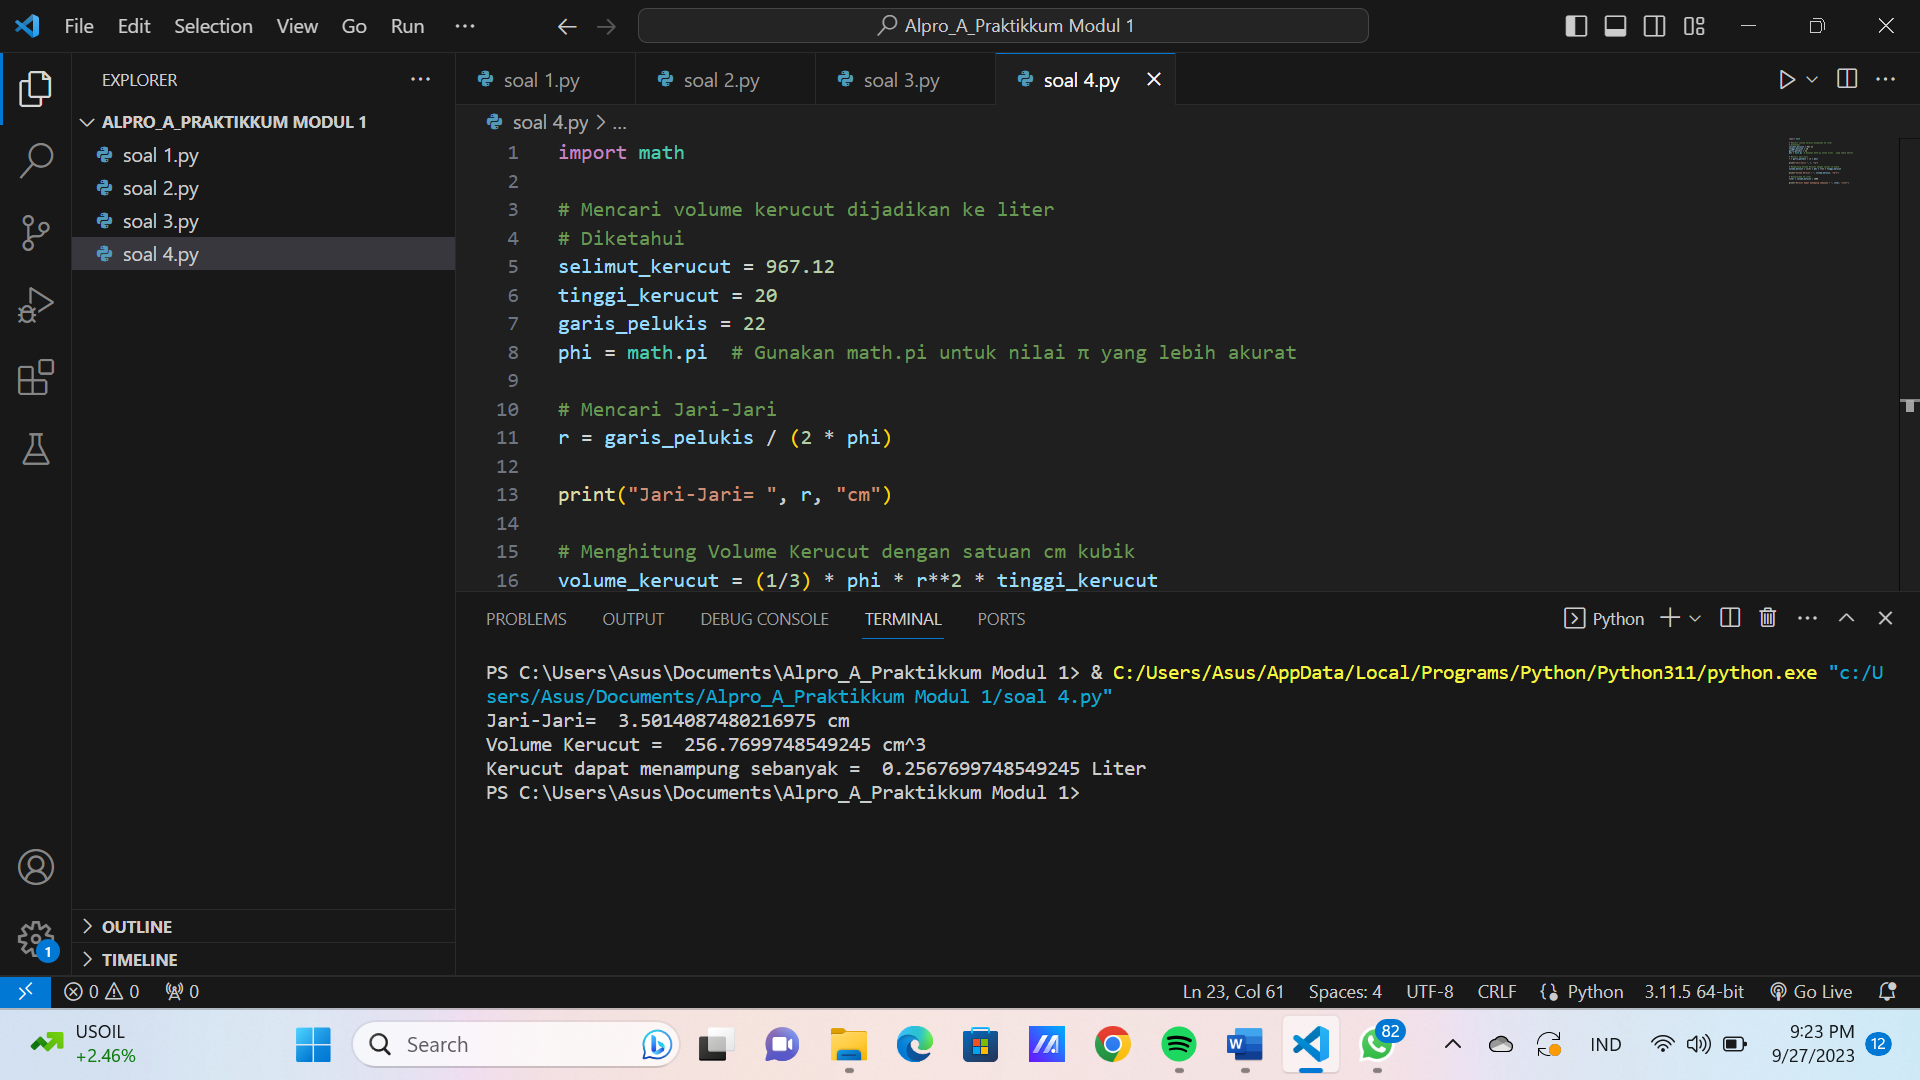 File Edit Selection View Go Run ...
Alpro_A_Praktikkum Modul 1
EXPLORER
ALPRO_A_PRAKTIKKUM MODUL 1
soal 1.py
soal 2.py
soal 3.py
soal 4.py
OUTLINE
TIMELINE
1
soal 1.py soal 2.py soal 3.py soal 4.py
soal 4.py > ...
1 import math
2
3 # Mencari volume kerucut dijadikan ke liter
4 # Diketahui
5 selimut_kerucut = 967.12
6 tinggi_kerucut = 20
7 garis_pelukis = 22
8 phi = math.pi  # Gunakan math.pi untuk nilai π yang lebih akurat
9
10 # Mencari Jari-Jari
11 r = garis_pelukis / (2 * phi)
12
13 print("Jari-Jari= ", r, "cm")
14
15 # Menghitung Volume Kerucut dengan satuan cm kubik
16 volume_kerucut = (1/3) * phi * r**2 * tinggi_kerucut
PROBLEMS OUTPUT DEBUG CONSOLE TERMINAL PORTS
Python
PS C:\Users\Asus\Documents\Alpro_A_Praktikkum Modul 1> & C:/Users/Asus/AppData/Local/Programs/Python/Python311/python.exe "c:/U
sers/Asus/Documents/Alpro_A_Praktikkum Modul 1/soal 4.py"
Jari-Jari=  3.5014087480216975 cm
Volume Kerucut =  256.7699748549245 cm^3
Kerucut dapat menampung sebanyak =  0.2567699748549245 Liter
PS C:\Users\Asus\Documents\Alpro_A_Praktikkum Modul 1>
0 0 0
Ln 23, Col 61 Spaces: 4 UTF-8 CRLF Python 3.11.5 64-bit Go Live
USOIL
+2.46%
Search
82
IND
9:23 PM
9/27/2023
12